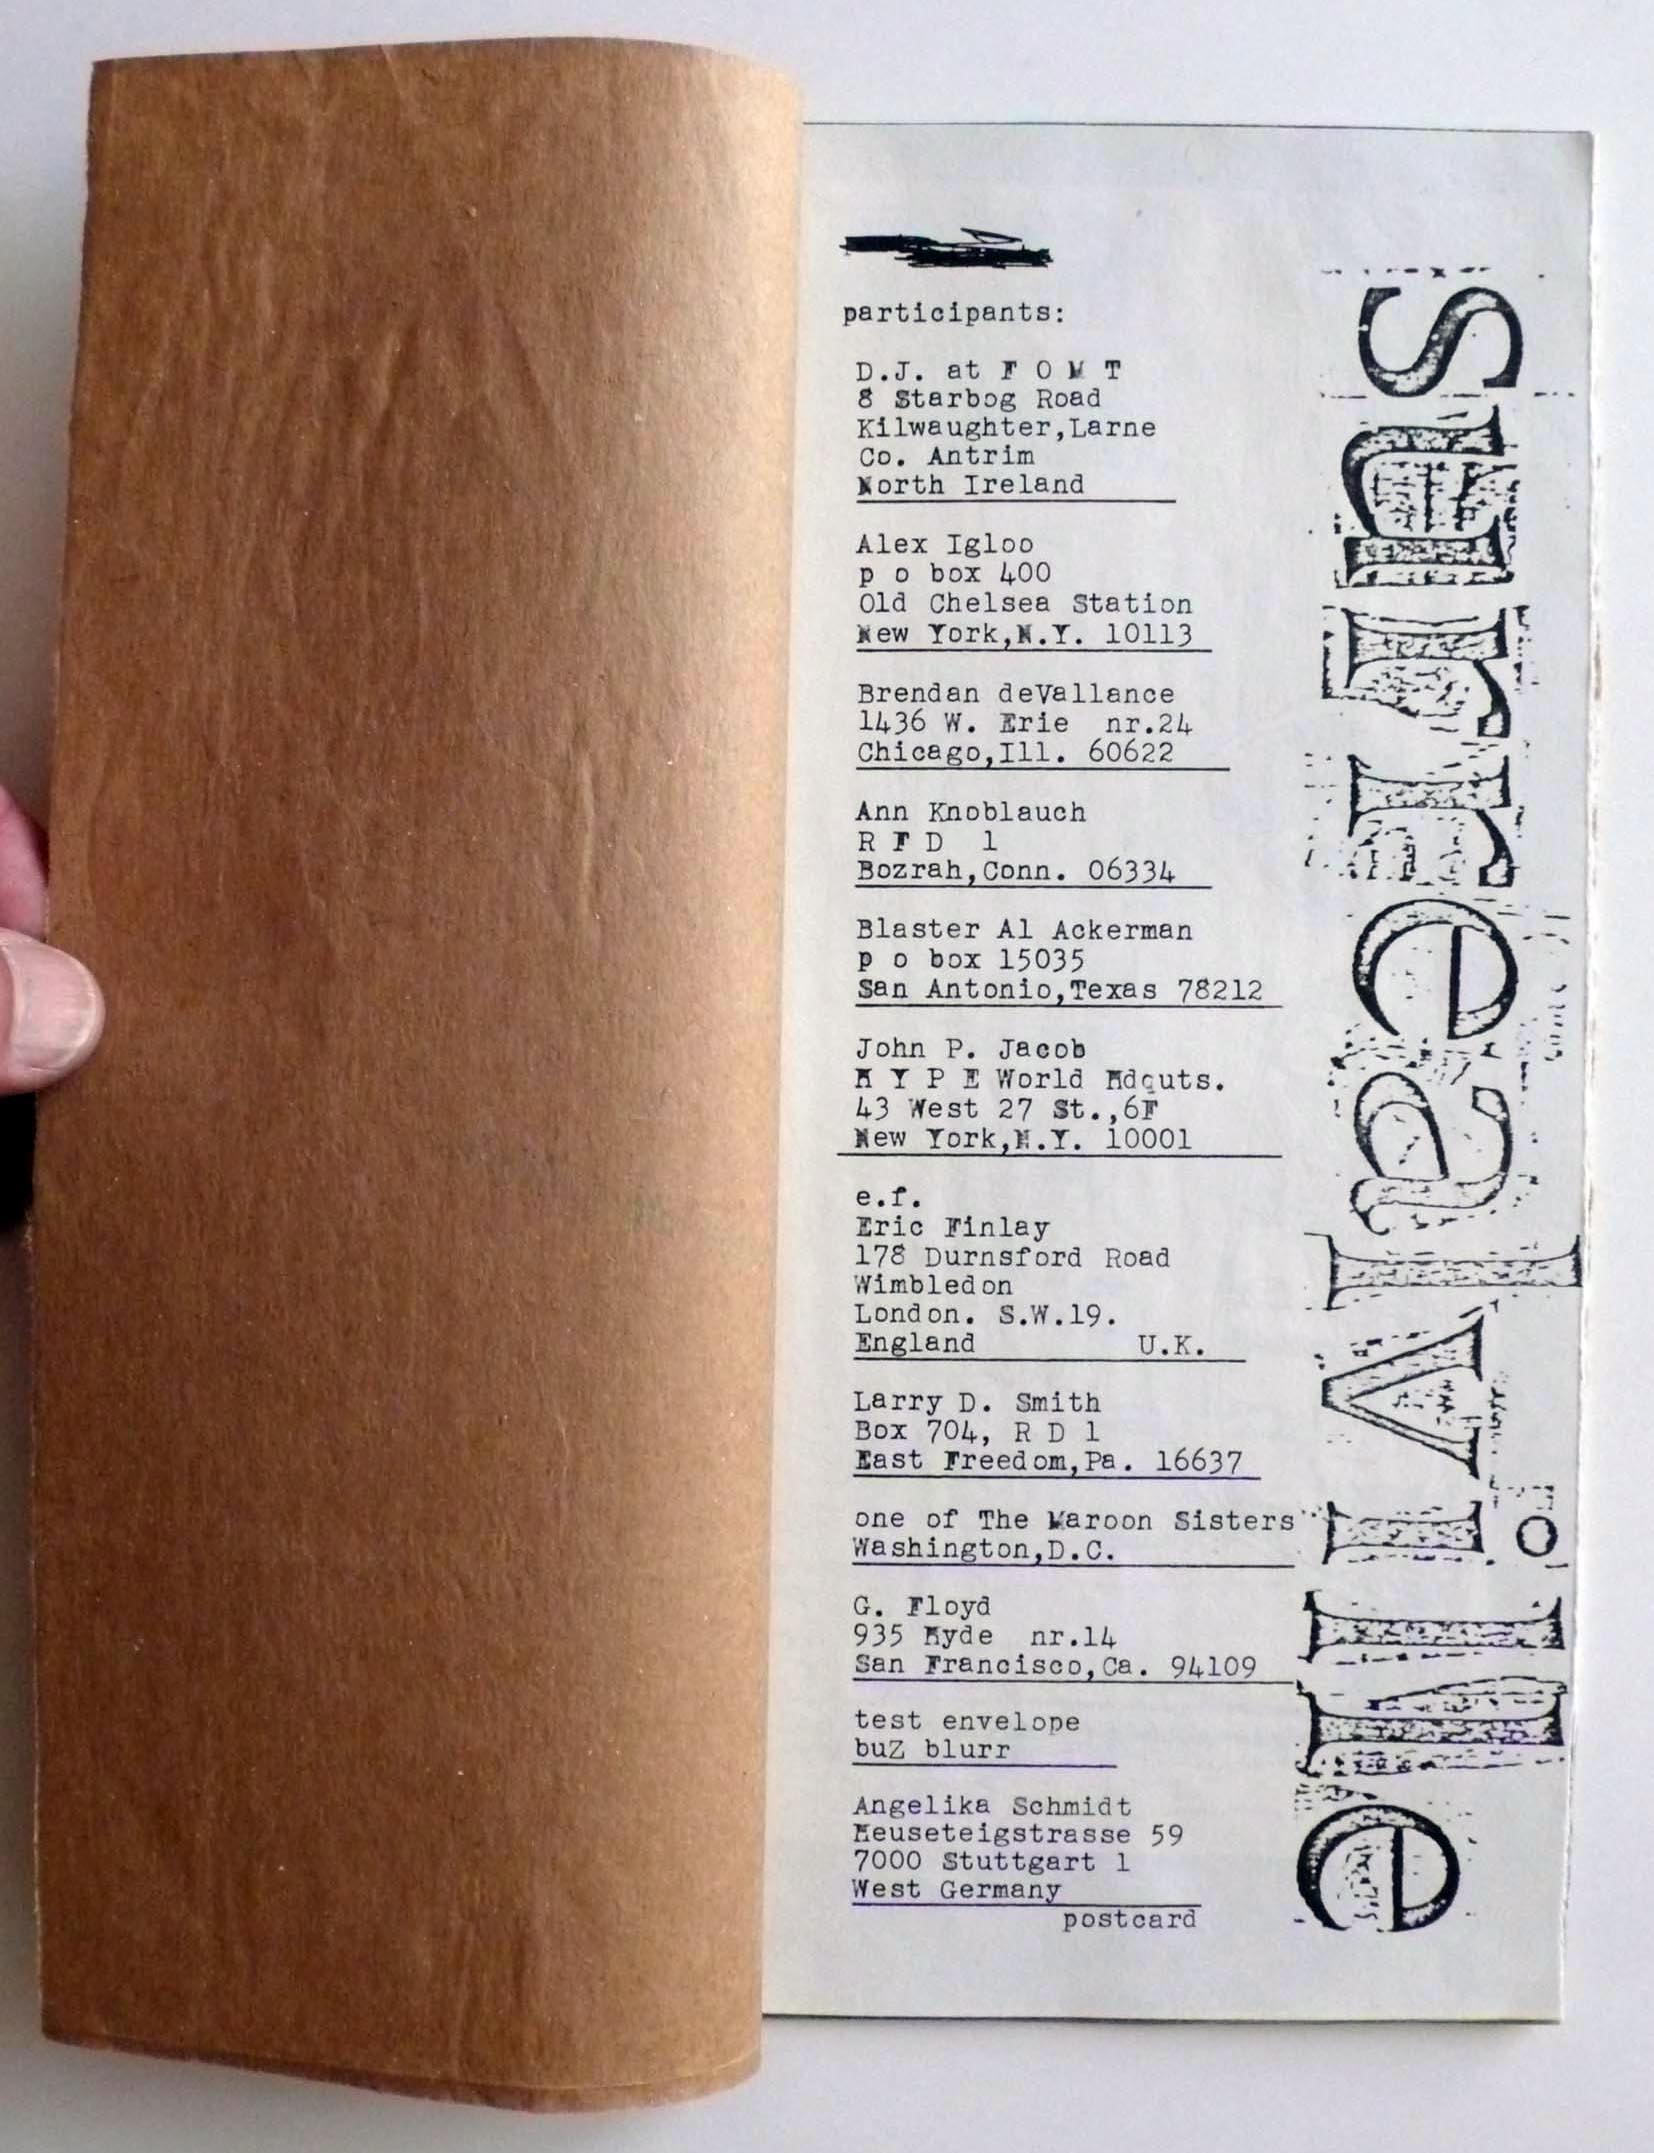 participants:
D.J. at F O M T
8 Starbog Road
Kilwaughter,Larne
Co. Antrim
North Ireland
Alex Igloo
p o box 400
Old Chelsea Station
New York,N.Y. 10113
Brendan deVallance
1436 W. Erie nr.24
Chicago,Ill. 60622
Ann Knoblauch
R F D 1
Bozrah,Conn. 06334
Blaster Al Ackerman
p o box 15035
San Antonio,Texas 78212
John P. Jacob
H Y P E World Hdquts.
43 West 27 St.,6F
New York,N.Y. 10001
e.f.
Eric Finlay
178 Durnsford Road
Wimbledon
London. S.W.19.
England U.K.
Larry D. Smith
Box 704, R D 1
East Freedom,Pa. 16637
one of The Maroon Sisters
Washington,D.C.
G. Floyd
935 Hyde nr.14
San Francisco,Ca. 94109
test envelope
buZ blurr
Angelika Schmidt
Heuseteigstrasse 59
7000 Stuttgart 1
West Germany
postcard
SurrealVille